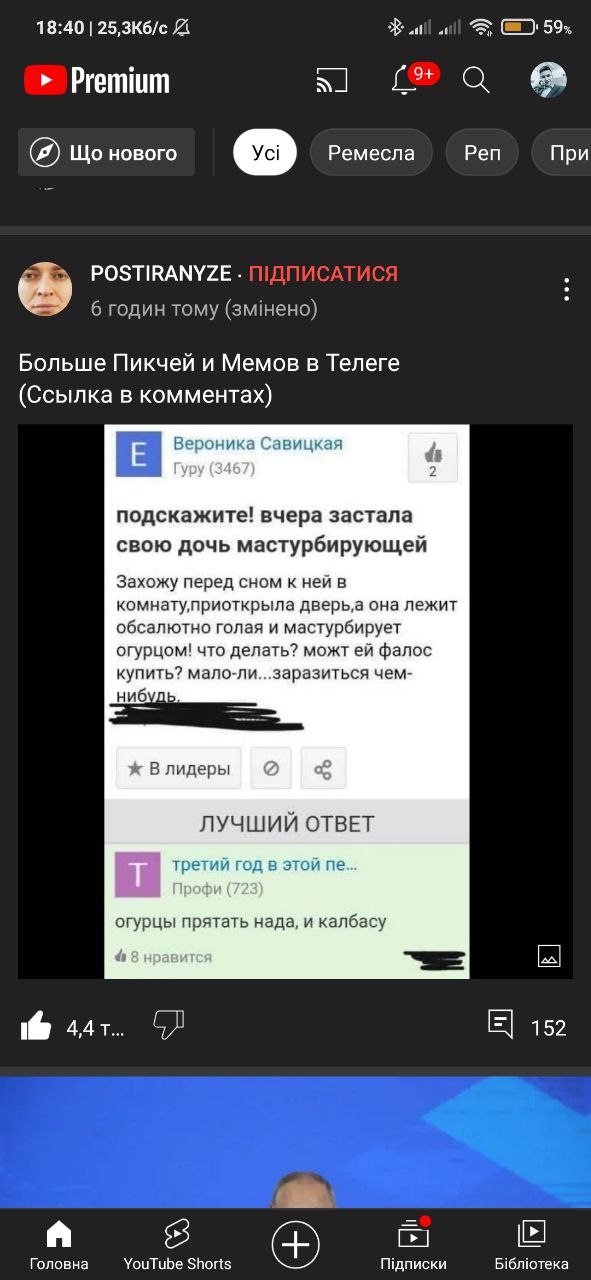 18:40 | 25,3Кб/с
59%
Premium
9+
Що нового
Усі
Ремесла
Реп
При
POSTIRANYZE · ПІДПИСАТИСЯ
6 годин тому (змінено)
Больше Пикчей и Мемов в Телеге
(Ссылка в комментах)
Е
Вероника Савицкая
Гуру (3467)
2
подскажите! вчера застала
свою дочь мастурбирующей
Захожу перед сном к ней в
комнату,приоткрыла дверь,а она лежит
обсалютно голая и мастурбирует
огурцом! что делать? можт ей фалос
купить? мало-ли...заразиться чем-
нибудь.
В лидеры
ЛУЧШИЙ ОТВЕТ
Т
третий год в этой пе...
Профи (723)
огурцы прятать нада, и калбасу
8 нравится
4,4 т...
152
Головна
YouTube Shorts
Підписки
Бібліотека